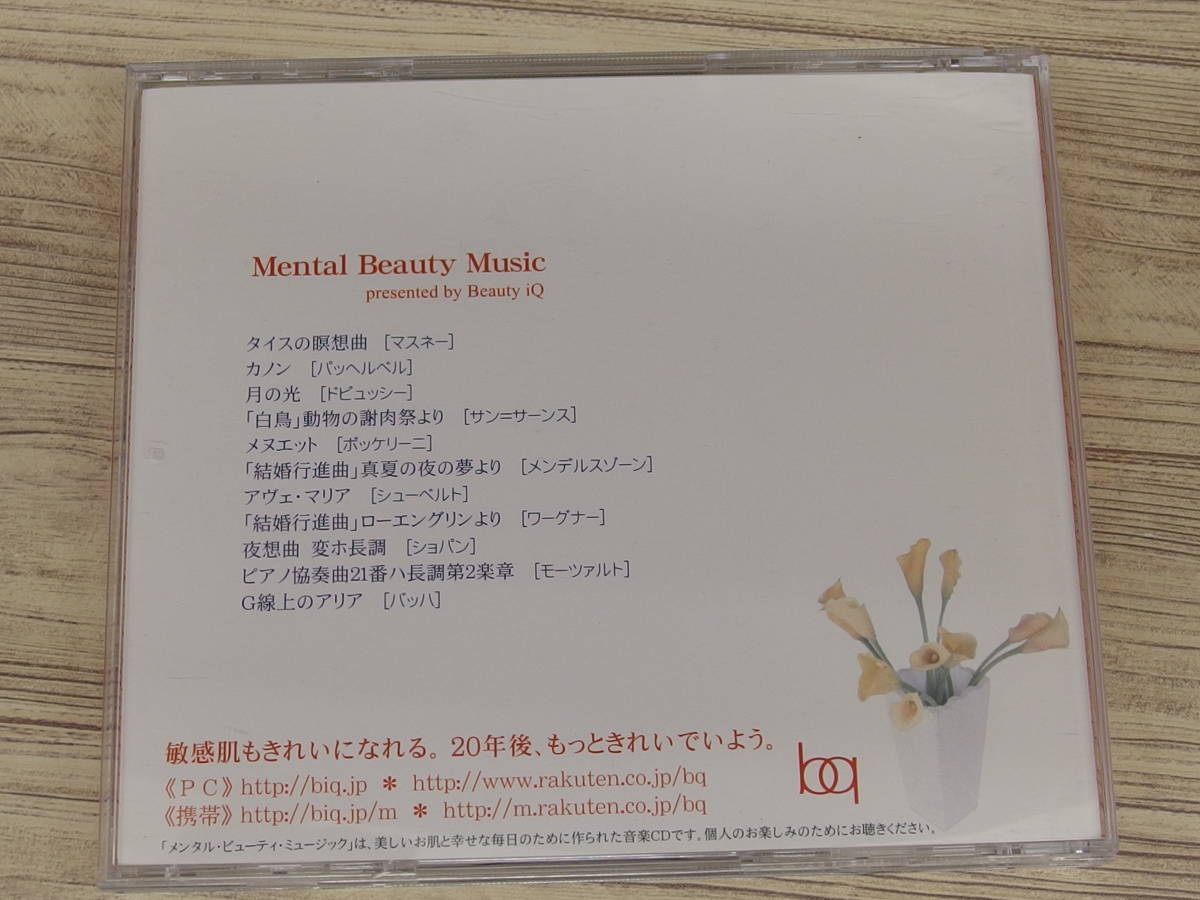 Mental Beauty Music
presented by Beauty iQ
タイスの瞑想曲 [マスネー]
カノン [パッヘルベル]
月の光 [ドビュッシー]
「白鳥」動物の謝肉祭より [サン=サーンス]
メヌエット [ボッケリーニ]
「結婚行進曲」真夏の夜の夢より [メンデルスゾーン]
アヴェ・マリア [シューベルト]
「結婚行進曲」ローエングリンより [ワーグナー]
夜想曲 変ホ長調 [ショパン]
ピアノ協奏曲21番ハ長調第2楽章 [モーツァルト]
G線上のアリア [バッハ]
敏感肌もきれいになれる。20年後、もっときれいでいよう。
《PC》http://biq.jp * http://www.rakuten.co.jp/bq
《携帯》http://biq.jp/m * http://m.rakuten.co.jp/bq
bq
「メンタル・ビューティ・ミュージック」は、美しいお肌と幸せな毎日のために作られた音楽CDです。個人のお楽しみのためにお聴きください。